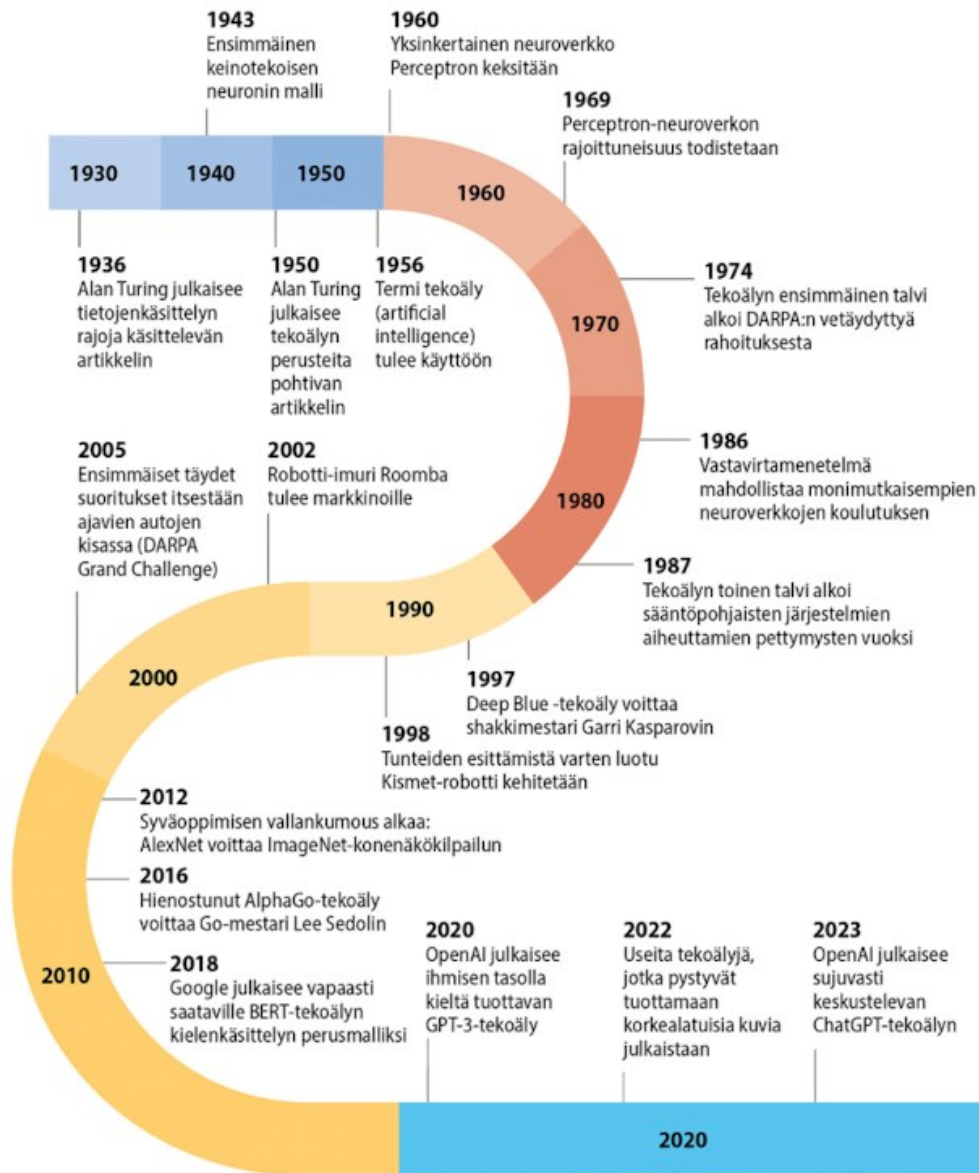 1943
Ensimmäinen
keinotekoisen
neuronin malli
1960
Yksinkertainen neuroverkko
Perceptron keksitään
1969
Perceptron-neuroverkon
rajoittuneisuus todistetaan
1930
1940
1950
1960
1936
Alan Turing julkaisee
tietojenkäsittelyn
rajoja käsittelevän
artikkelin
1950
Alan Turing
julkaisee
tekoälyn
perusteita
pohtivan
artikkelin
1956
Termi tekoäly
(artificial
intelligence)
tulee käyttöön
1974
Tekoälyn ensimmäinen talvi
alkoi DARPA:n vetäydyttyä
rahoituksesta
1970
1986
Vastavirtamenetelmä
mahdollistaa monimutkaisempien
neuroverkkojen koulutuksen
1980
1987
Tekoälyn toinen talvi alkoi
sääntöpohjaisten järjestelmien
aiheuttamien pettymysten vuoksi
2005
Ensimmäiset täydet
suoritukset itsestään
ajavien autojen
kisassa (DARPA
Grand Challenge)
2002
Robotti-imuri Roomba
tulee markkinoille
1990
2000
1997
Deep Blue -tekoäly voittaa
shakkimestari Garri Kasparovin
1998
Tunteiden esittämistä varten luotu
Kismet-robotti kehitetään
2012
Syväoppimisen vallankumous alkaa:
AlexNet voittaa ImageNet-konenäkökilpailun
2016
Hienostunut AlphaGo-tekoäly
voittaa Go-mestari Lee Sedolin
2010
2018
Google julkaisee vapaasti
saataville BERT-tekoälyn
kielenkäsittelyn perusmalliksi
2020
OpenAI julkaisee
ihmisen tasolla
kieltä tuottavan
GPT-3-tekoäly
2022
Useita tekoälyjä,
jotka pystyvät
tuottamaan
korkealatuisia kuvia
julkaistaan
2023
OpenAI julkaisee
sujuvasti
keskustelevan
ChatGPT-tekoälyn
2020